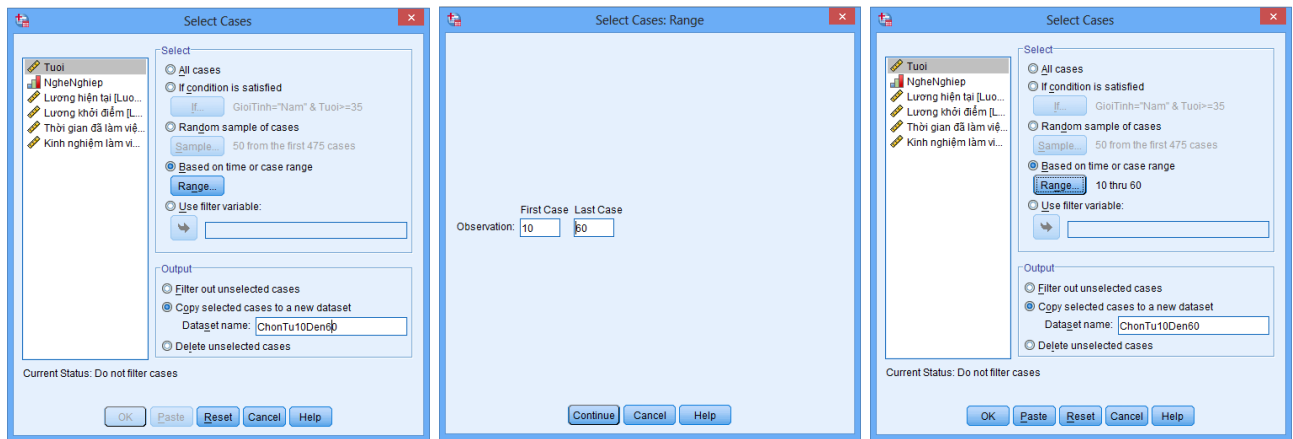 Select Cases
Tuoi
NgheNghiep
Lương hiện tại [Luo...
Lương khởi điểm [L...
Thời gian đã làm việ...
Kinh nghiệm làm vi...
Select
All cases
If condition is satisfied
If... GioiTinh="Nam" & Tuoi>=35
Random sample of cases
Sample... 50 from the first 475 cases
Based on time or case range
Range...
Use filter variable:
Output
Filter out unselected cases
Copy selected cases to a new dataset
Dataset name: ChonTu10Den60
Delete unselected cases
Current Status: Do not filter cases
OK Paste Reset Cancel Help
Select Cases: Range
First Case Last Case
Observation: 10 60
Continue Cancel Help
Select Cases
Tuoi
NgheNghiep
Lương hiện tại [Luo...
Lương khởi điểm [L...
Thời gian đã làm việ...
Kinh nghiệm làm vi...
Select
All cases
If condition is satisfied
If... GioiTinh="Nam" & Tuoi>=35
Random sample of cases
Sample... 50 from the first 475 cases
Based on time or case range
Range... 10 thru 60
Use filter variable:
Output
Filter out unselected cases
Copy selected cases to a new dataset
Dataset name: ChonTu10Den60
Delete unselected cases
Current Status: Do not filter cases
OK Paste Reset Cancel Help